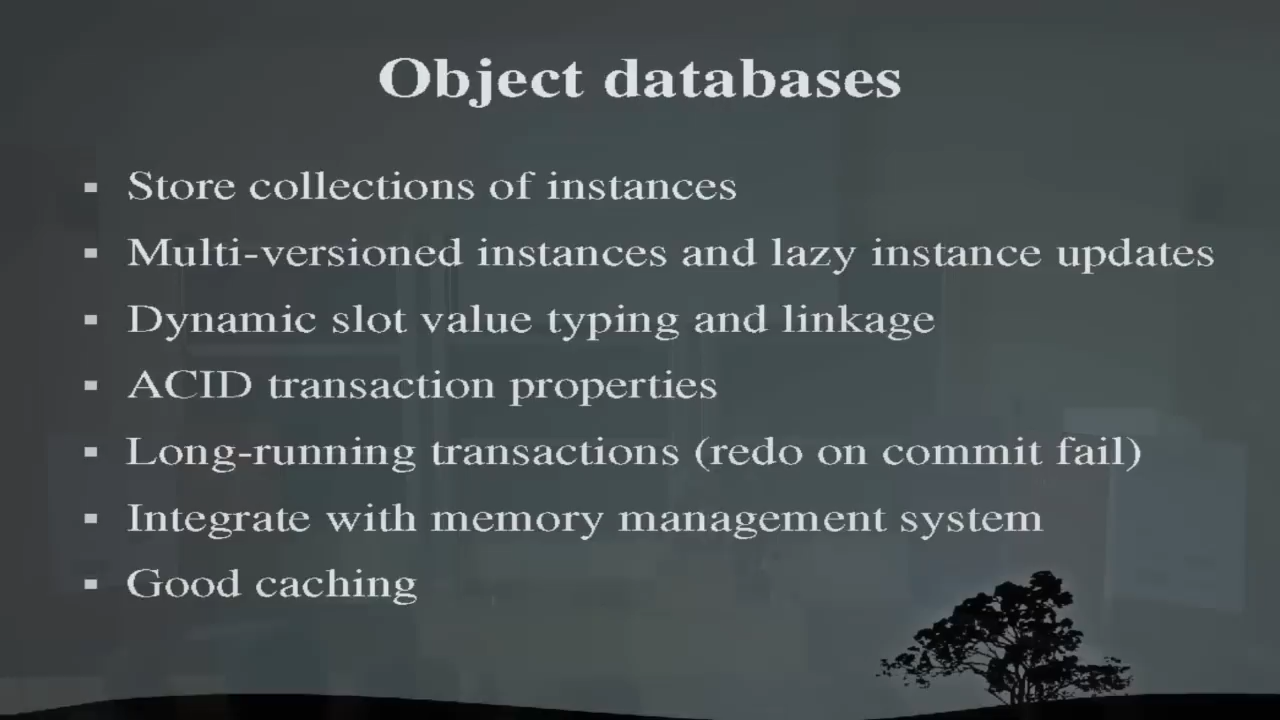 Object databases
Store collections of instances
Multi-versioned instances and lazy instance updates
Dynamic slot value typing and linkage
ACID transaction properties
Long-running transactions (redo on commit fail)
Integrate with memory management system
Good caching